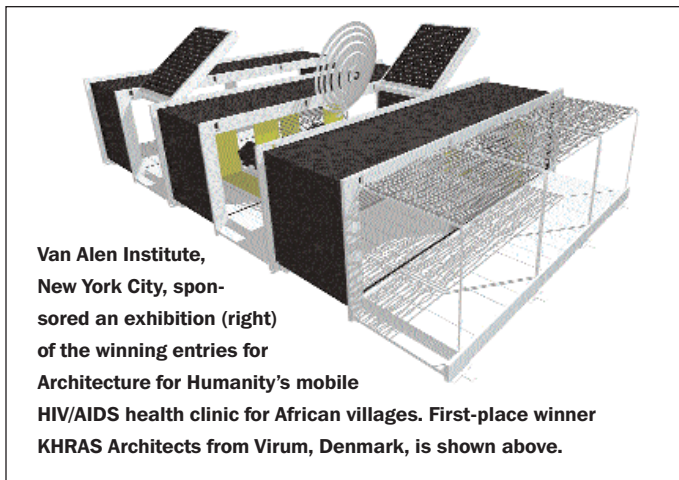 Van Alen Institute,
New York City, spon-
sored an exhibition (right)
of the winning entries for
Architecture for Humanity’s mobile
HIV/AIDS health clinic for African villages. First-place winner
KHRAS Architects from Virum, Denmark, is shown above.